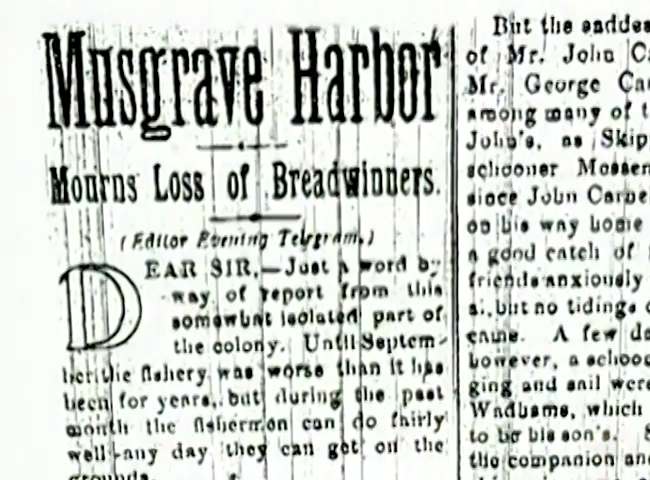 Musgrave Harbor
Mourns Loss of Breadwinners.
(Editor Evening Telegram.)
DEAR SIR,—Just a word by
way of report from this
somewhat isolated part of
the colony. Until Septem-
ber the fishery was worse than it has
been for years, but during the past
month the fishermen can do fairly
well any day they can get on the
grounds.
But the saddes
of Mr. John C
Mr. George Ca
among many of t
John's, as Skip
schooner Mossen
since John Carne
on his way home
a good catch of
friends anxiously
but no tidings
came. A few da
however, a schoo
ging and sail were
Wadhams, which
to be his son's.
the companion and